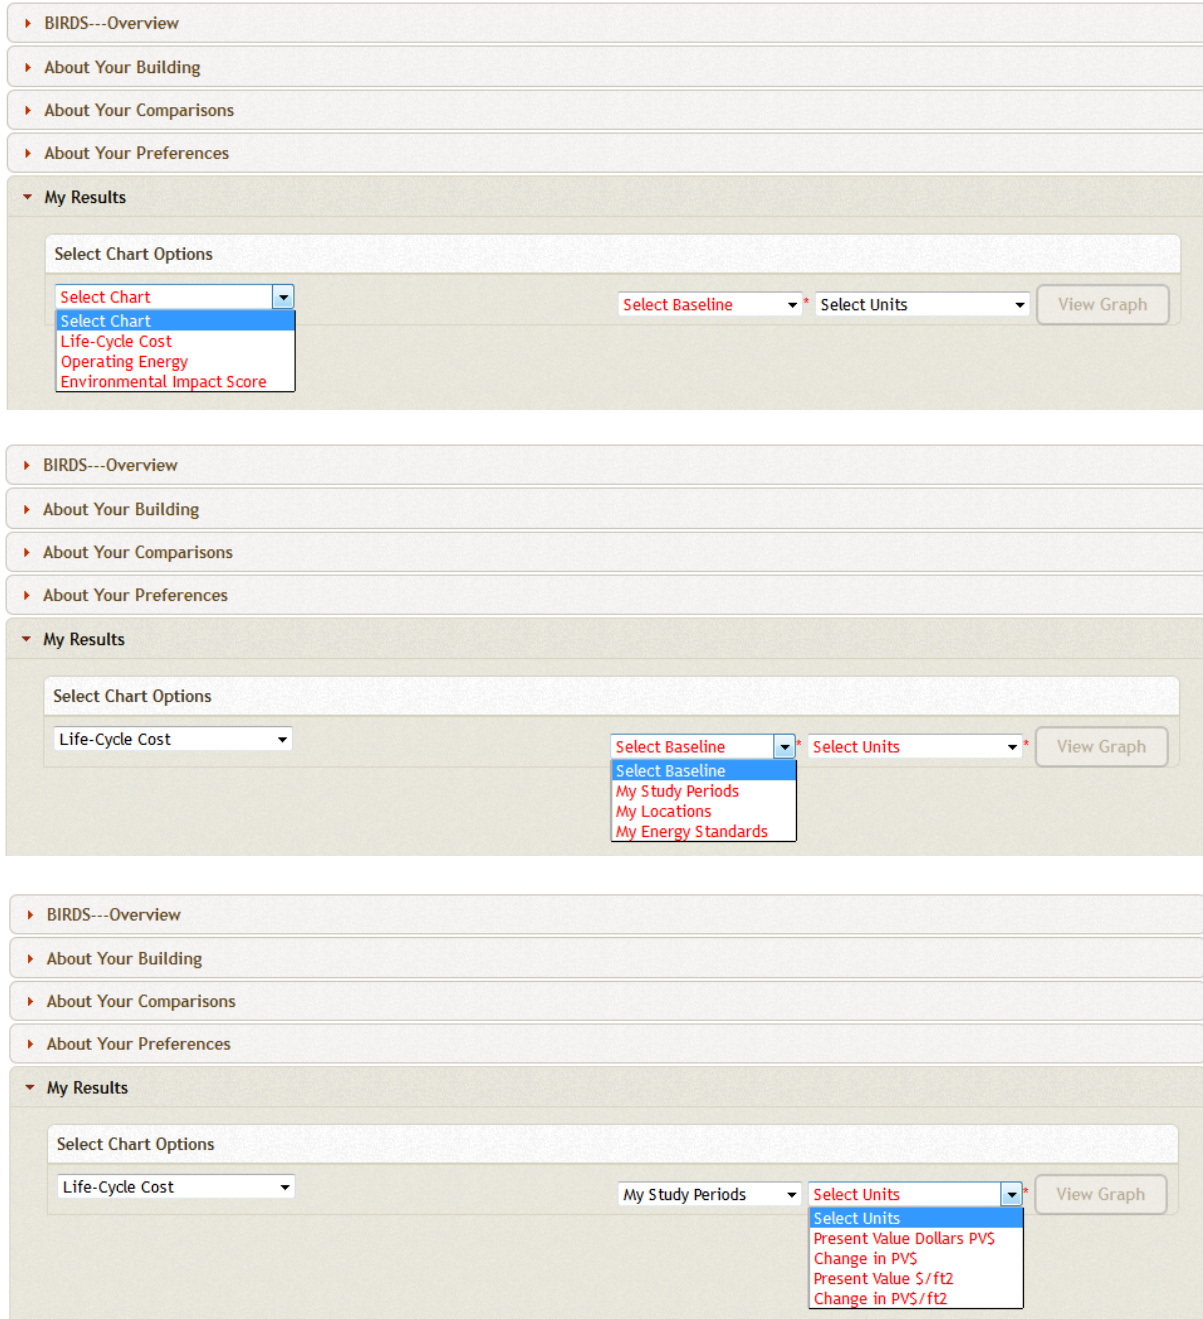 BIRDS---Overview
About Your Building
About Your Comparisons
About Your Preferences
My Results
Select Chart Options
Select Chart
Select Baseline * Select Units View Graph
Select Chart
Life-Cycle Cost
Operating Energy
Environmental Impact Score
BIRDS---Overview
About Your Building
About Your Comparisons
About Your Preferences
My Results
Select Chart Options
Life-Cycle Cost
Select Baseline * Select Units * View Graph
Select Baseline
My Study Periods
My Locations
My Energy Standards
BIRDS---Overview
About Your Building
About Your Comparisons
About Your Preferences
My Results
Select Chart Options
Life-Cycle Cost
My Study Periods Select Units * View Graph
Select Units
Present Value Dollars PV$
Change in PV$
Present Value $/ft2
Change in PV$/ft2